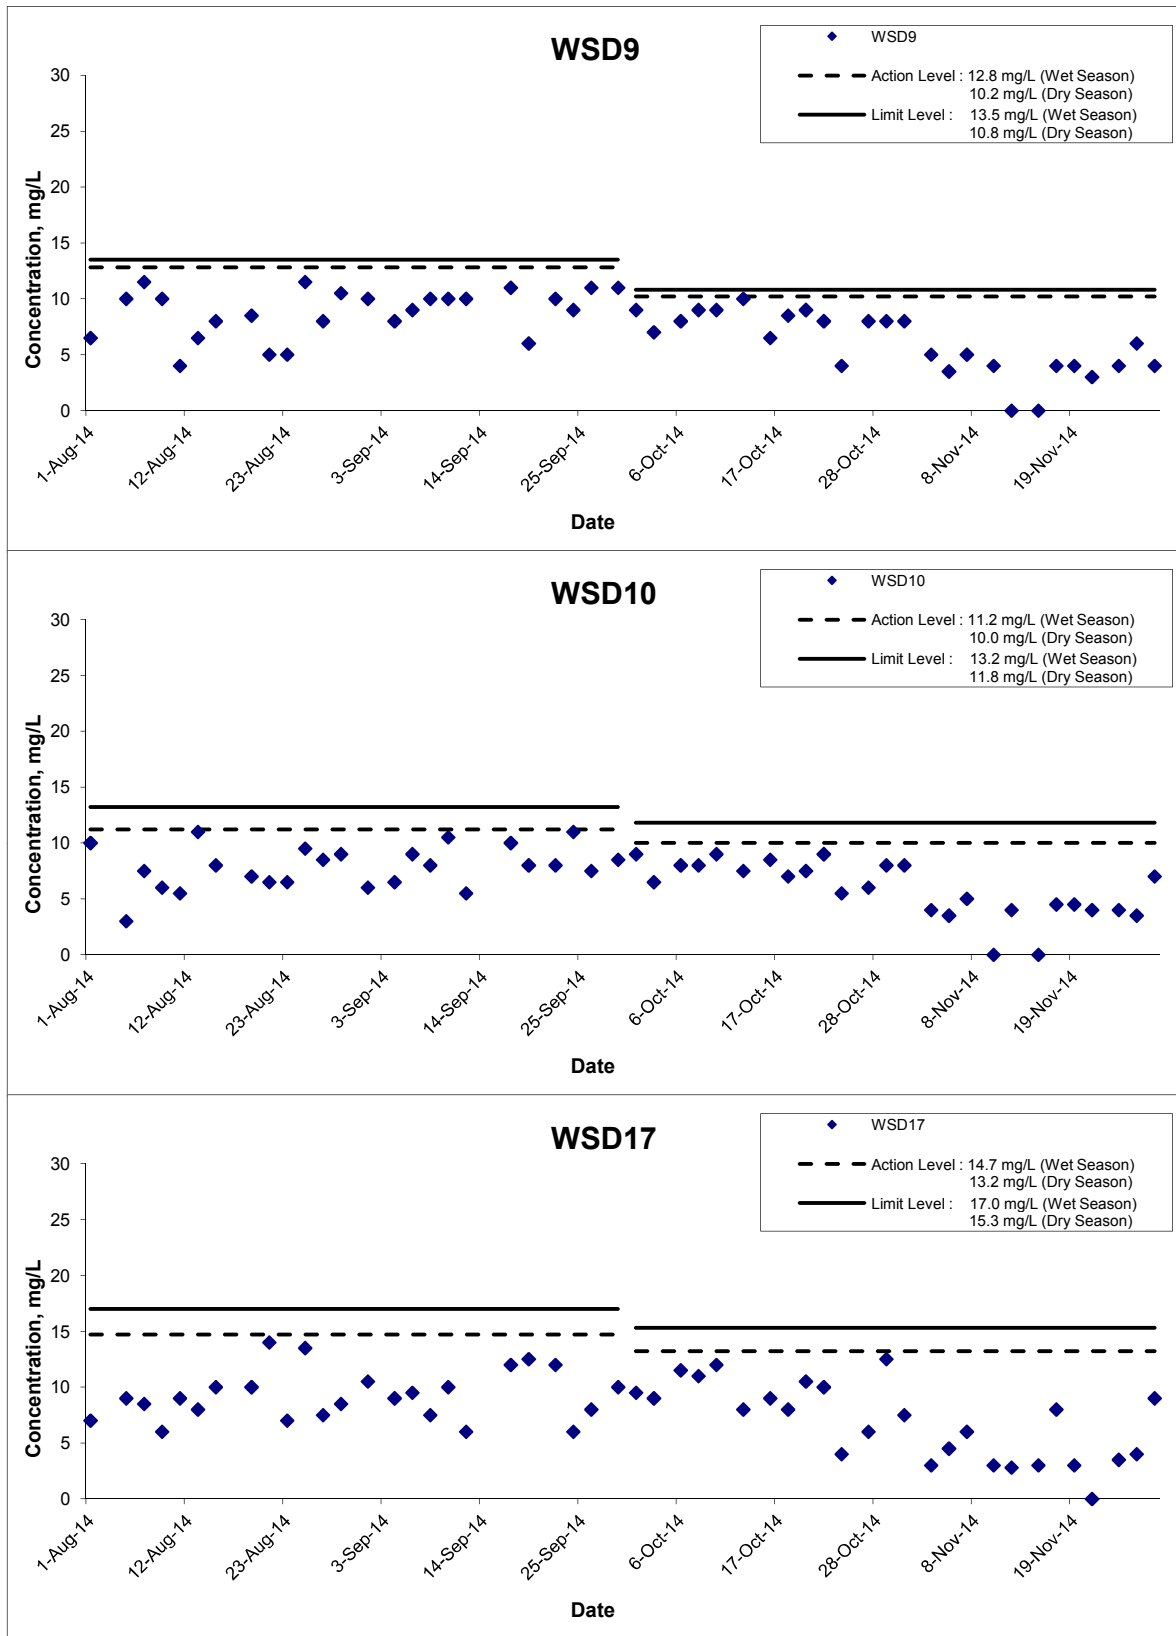 WSD9
WSD9
Action Level : 12.8 mg/L (Wet Season)
10.2 mg/L (Dry Season)
Limit Level : 13.5 mg/L (Wet Season)
10.8 mg/L (Dry Season)
Concentration, mg/L
30
25
20
15
10
5
0
1-Aug-14
12-Aug-14
23-Aug-14
3-Sep-14
14-Sep-14
25-Sep-14
6-Oct-14
17-Oct-14
28-Oct-14
8-Nov-14
19-Nov-14
Date
WSD10
WSD10
Action Level : 11.2 mg/L (Wet Season)
10.0 mg/L (Dry Season)
Limit Level : 13.2 mg/L (Wet Season)
11.8 mg/L (Dry Season)
Concentration, mg/L
30
25
20
15
10
5
0
1-Aug-14
12-Aug-14
23-Aug-14
3-Sep-14
14-Sep-14
25-Sep-14
6-Oct-14
17-Oct-14
28-Oct-14
8-Nov-14
19-Nov-14
Date
WSD17
WSD17
Action Level : 14.7 mg/L (Wet Season)
13.2 mg/L (Dry Season)
Limit Level : 17.0 mg/L (Wet Season)
15.3 mg/L (Dry Season)
Concentration, mg/L
30
25
20
15
10
5
0
1-Aug-14
12-Aug-14
23-Aug-14
3-Sep-14
14-Sep-14
25-Sep-14
6-Oct-14
17-Oct-14
28-Oct-14
8-Nov-14
19-Nov-14
Date